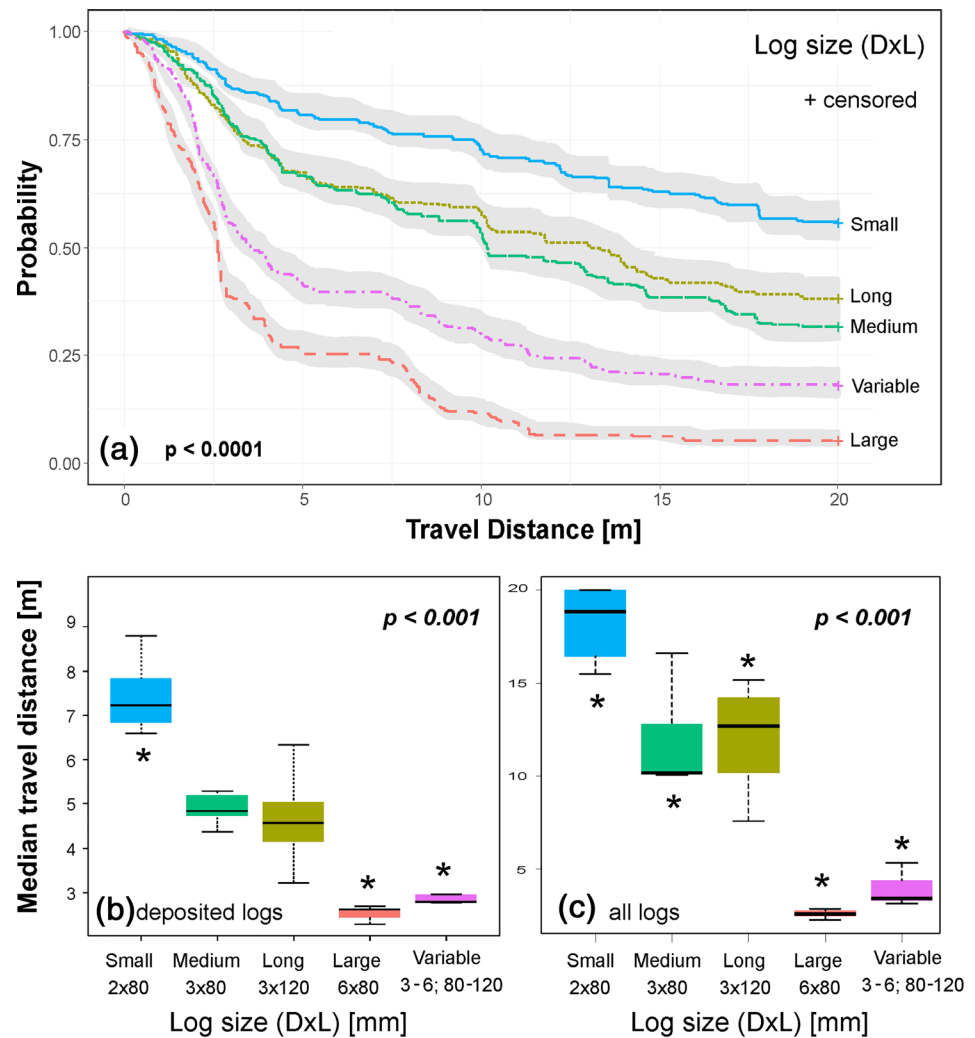 1.00
0.75
0.50
0.25
0.00
Probability
Log size (DxL)
+ censored
Small
Long
Medium
Variable
Large
(a)
p < 0.0001
0
5
10
15
20
Travel Distance [m]
Median travel distance [m]
9
8
7
6
5
4
3
p < 0.001
*
*
*
(b) deposited logs
Small
2x80
Medium
3x80
Long
3x120
Large
6x80
Variable
3-6; 80-120
Log size (DxL) [mm]
20
15
10
5
p < 0.001
*
*
*
*
*
(c) all logs
Small
2x80
Medium
3x80
Long
3x120
Large
6x80
Variable
3-6; 80-120
Log size (DxL) [mm]